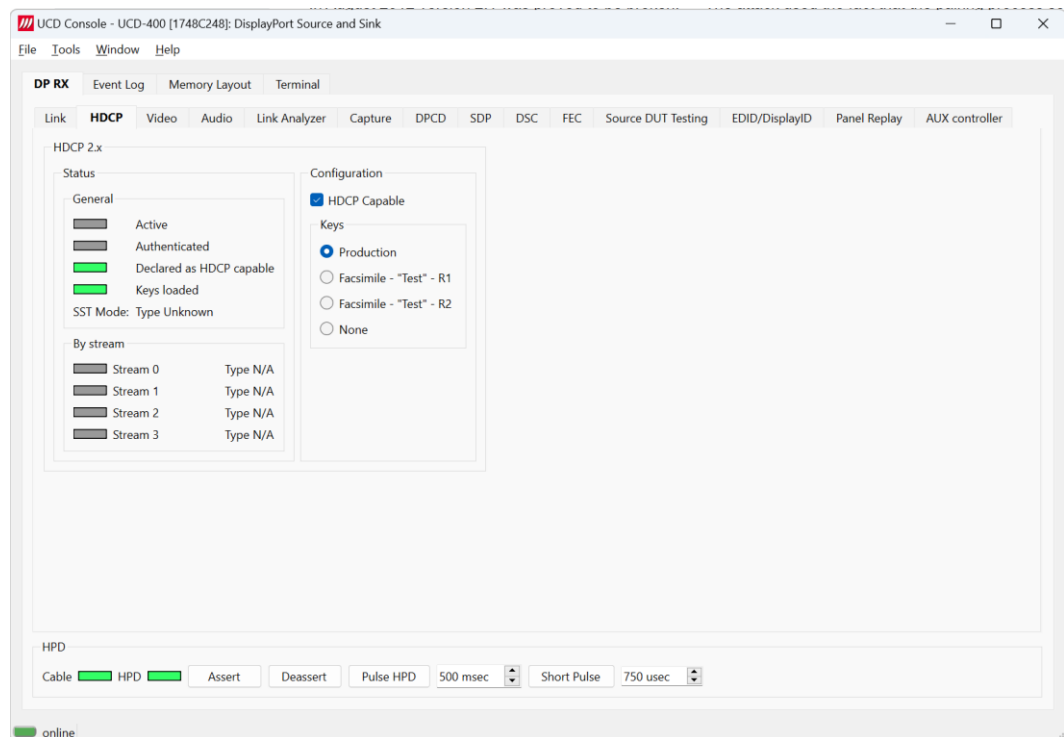 UCD Console - UCD-400 [1748C248]: DisplayPort Source and Sink
File Tools Window Help
DP RX Event Log Memory Layout Terminal
Link HDCP Video Audio Link Analyzer Capture DPCD SDP DSC FEC Source DUT Testing EDID/DisplayID Panel Replay AUX controller
HDCP 2.x
Status
General
Active
Authenticated
Declared as HDCP capable
Keys loaded
SST Mode: Type Unknown
By stream
Stream 0 Type N/A
Stream 1 Type N/A
Stream 2 Type N/A
Stream 3 Type N/A
Configuration
HDCP Capable
Keys
Production
Facsimile - "Test" - R1
Facsimile - "Test" - R2
None
HPD
Cable HPD Assert Deassert Pulse HPD 500 msec Short Pulse 750 usec
online